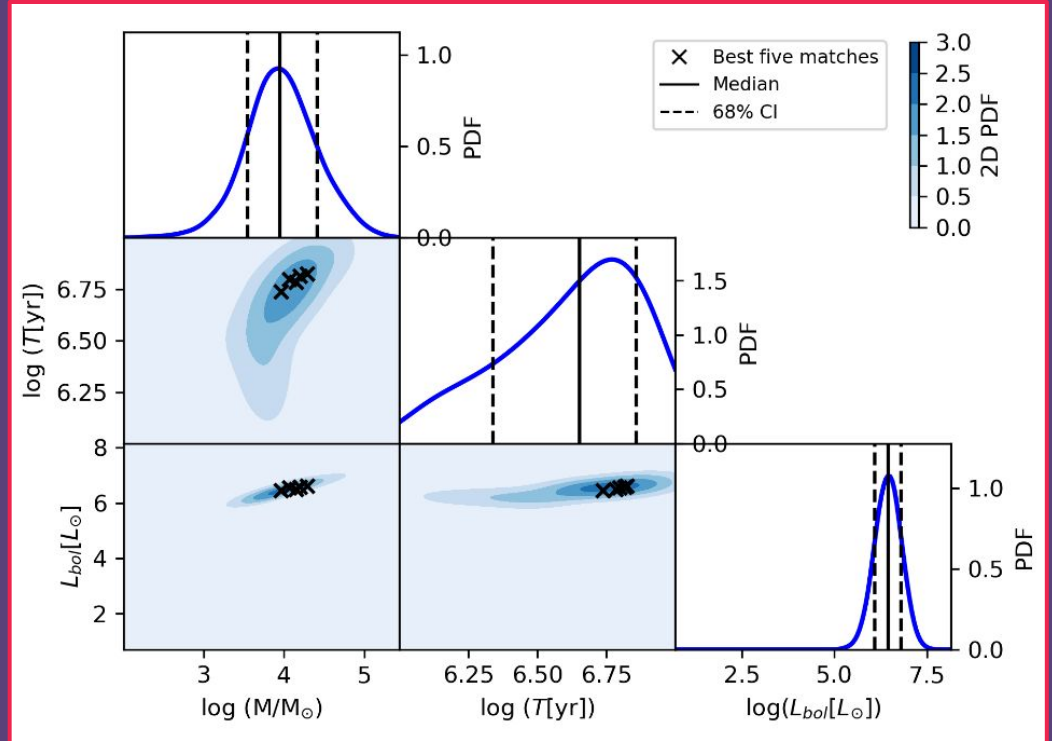 1.0
0.5
0.0
PDF
× Best five matches
Median
68% CI
3.0
2.5
2.0
1.5
1.0
0.5
0.0
2D PDF
log (T[yr])
6.75
6.50
6.25
1.5
1.0
0.5
0.0
PDF
L_bol[L_⊙]
8
6
4
2
1.0
0.5
0.0
PDF
3 4 5
6.25 6.50 6.75
2.5 5.0 7.5
log (M/M_⊙)
log (T[yr])
log(L_bol[L_⊙])